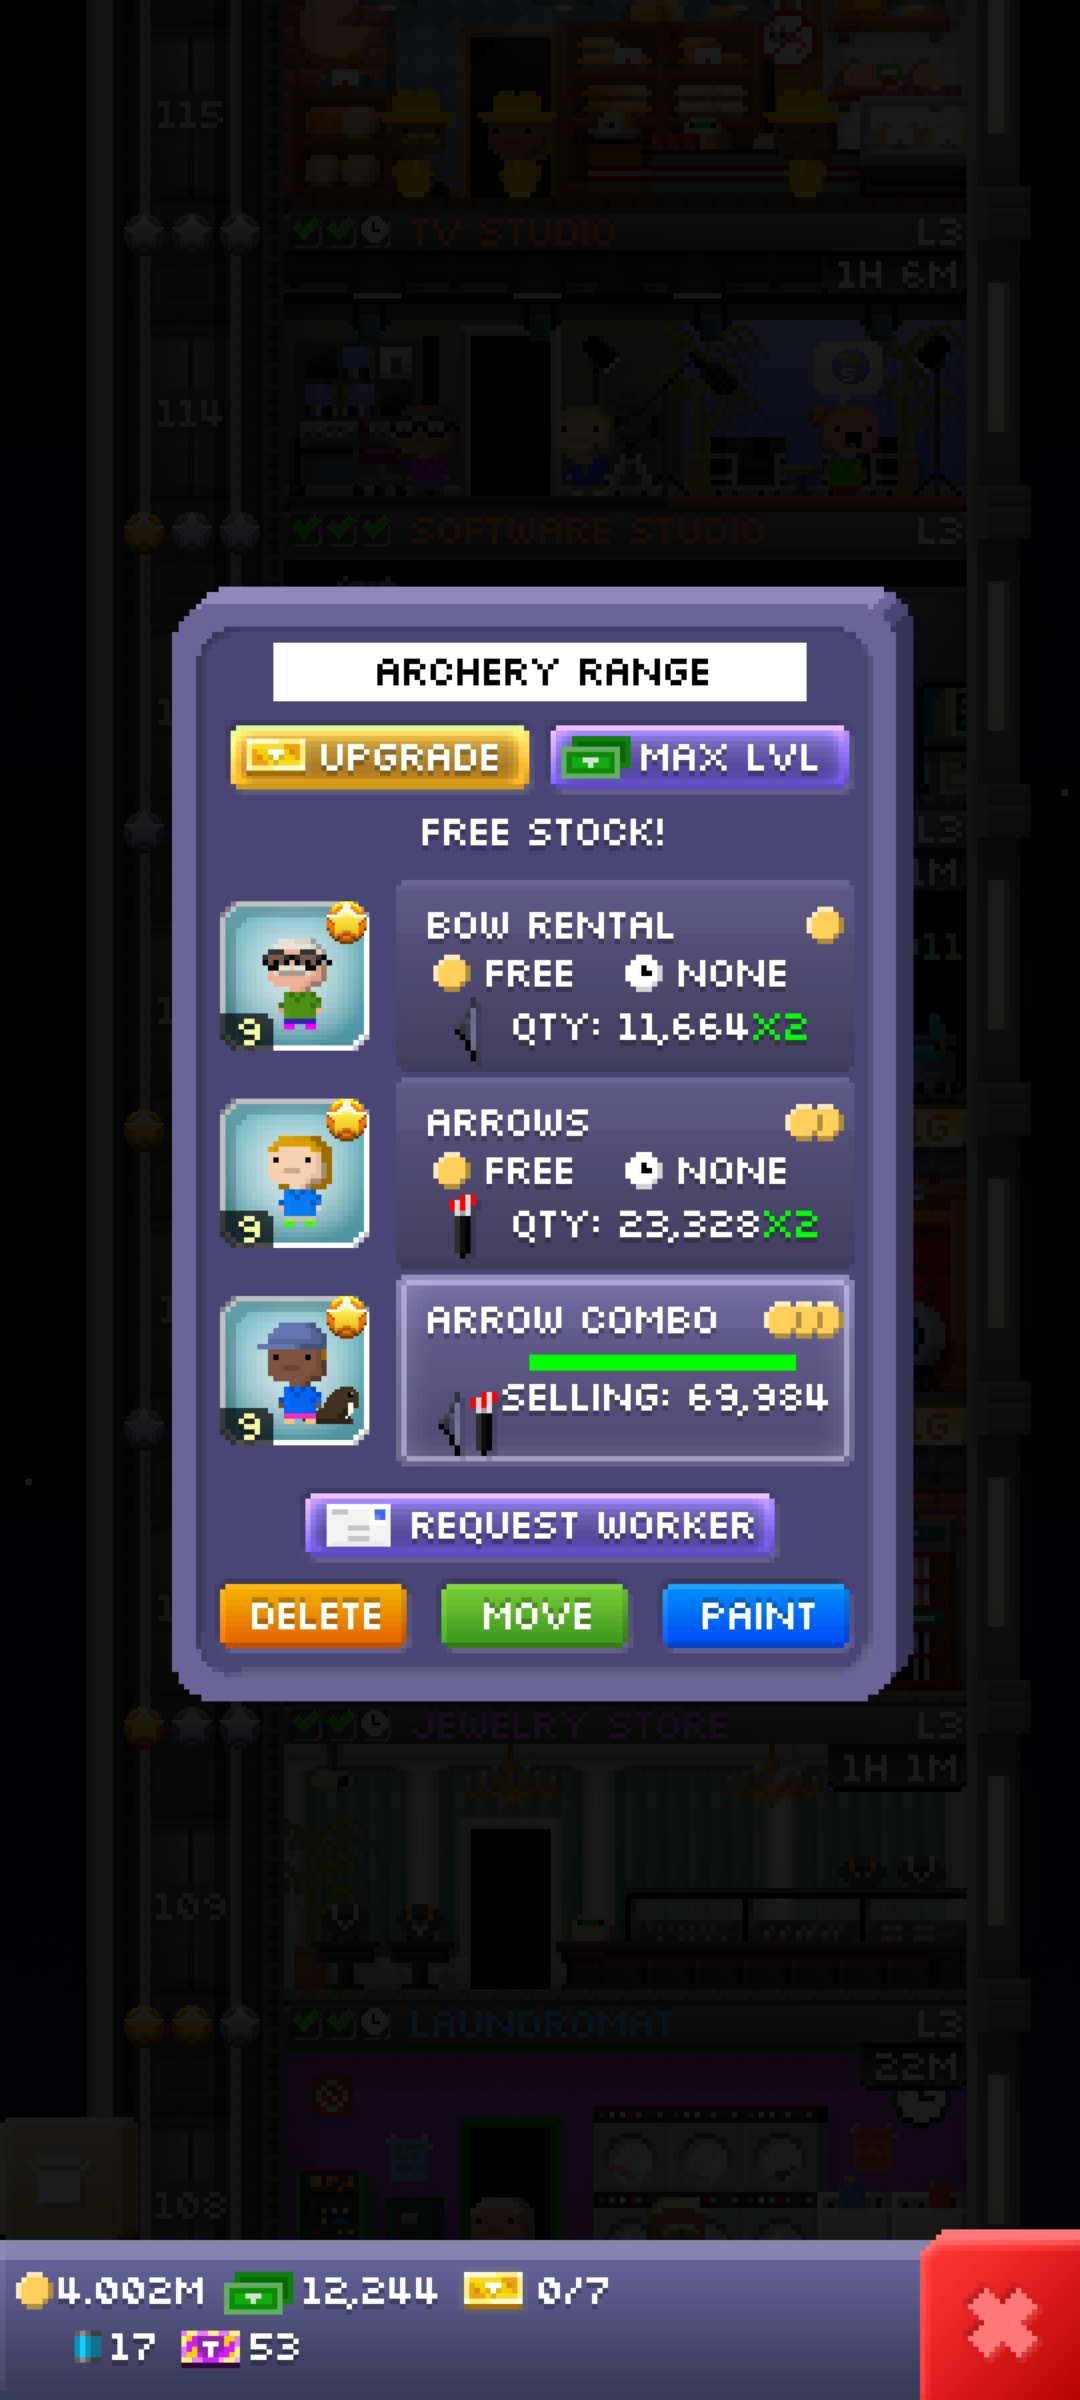 115
TV STUDIO
L3
1H 6M
114
SOFTWARE STUDIO
L3
ARCHERY RANGE
UPGRADE
MAX LVL
FREE STOCK!
L3
BOW RENTAL
FREE NONE
QTY: 11,664X2
9
ARROWS
FREE NONE
QTY: 23,328X2
9
ARROW COMBO
SELLING: 69,984
9
REQUEST WORKER
DELETE MOVE PAINT
JEWELRY STORE
L3
1H 1M
109
LAUNDROMAT
L3
22M
108
4.002M 12,244 0/7
17 53